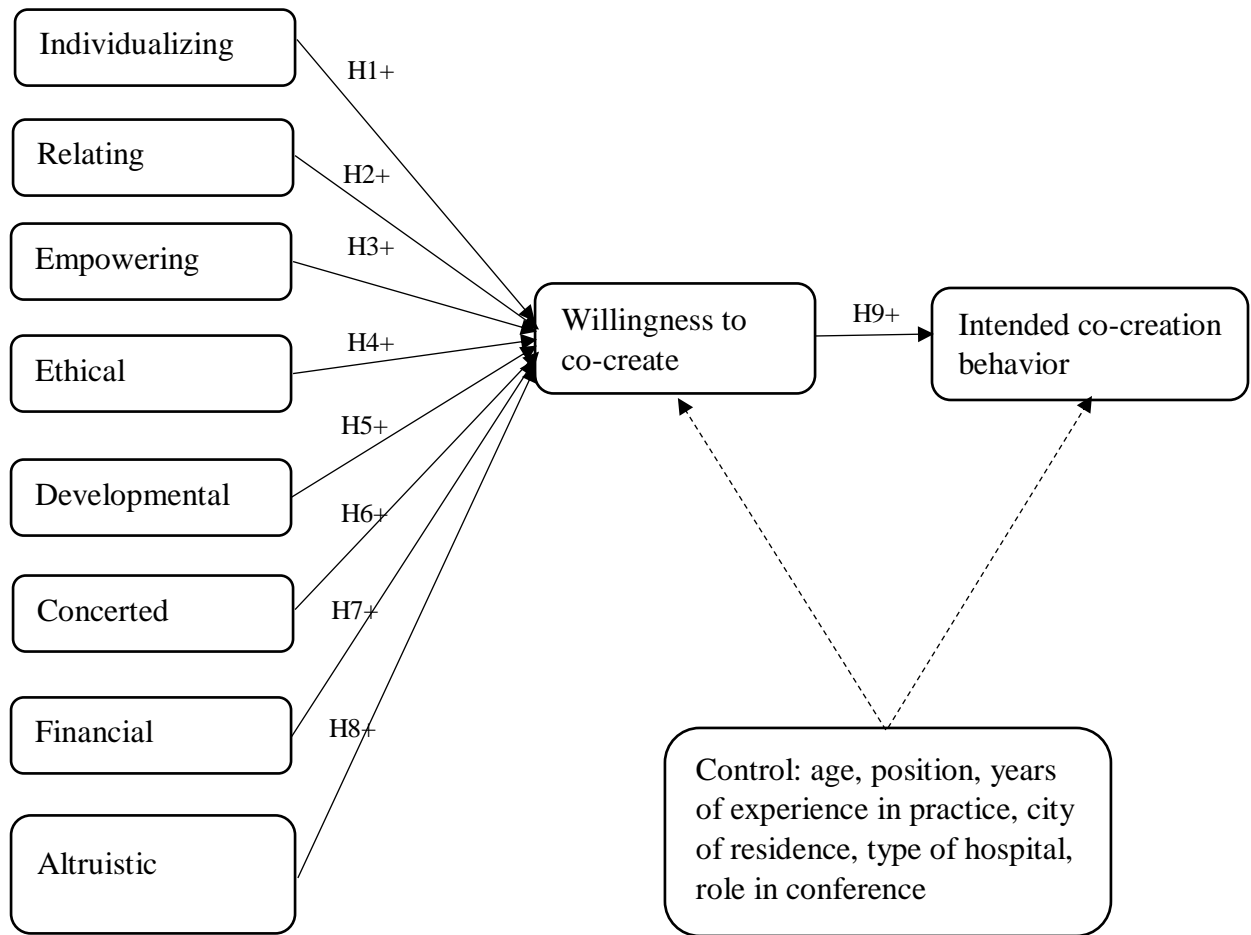 Individualizing
H1+
Relating
H2+
Empowering
H3+
Ethical
H4+
Developmental
H5+
Concerted
H6+
Financial
H7+
Altruistic
H8+
Willingness to
co-create
H9+
Intended co-creation
behavior
Control: age, position, years
of experience in practice, city
of residence, type of hospital,
role in conference